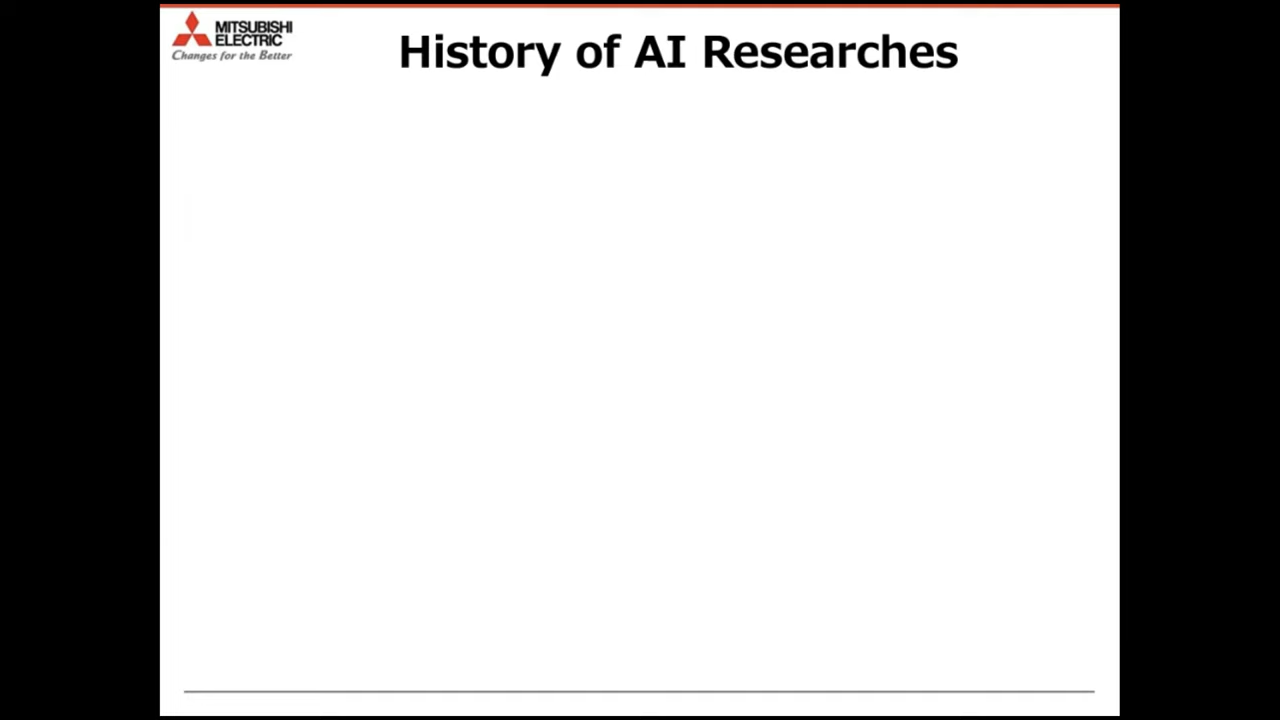 MITSUBISHI
ELECTRIC
Changes for the Better
History of AI Researches